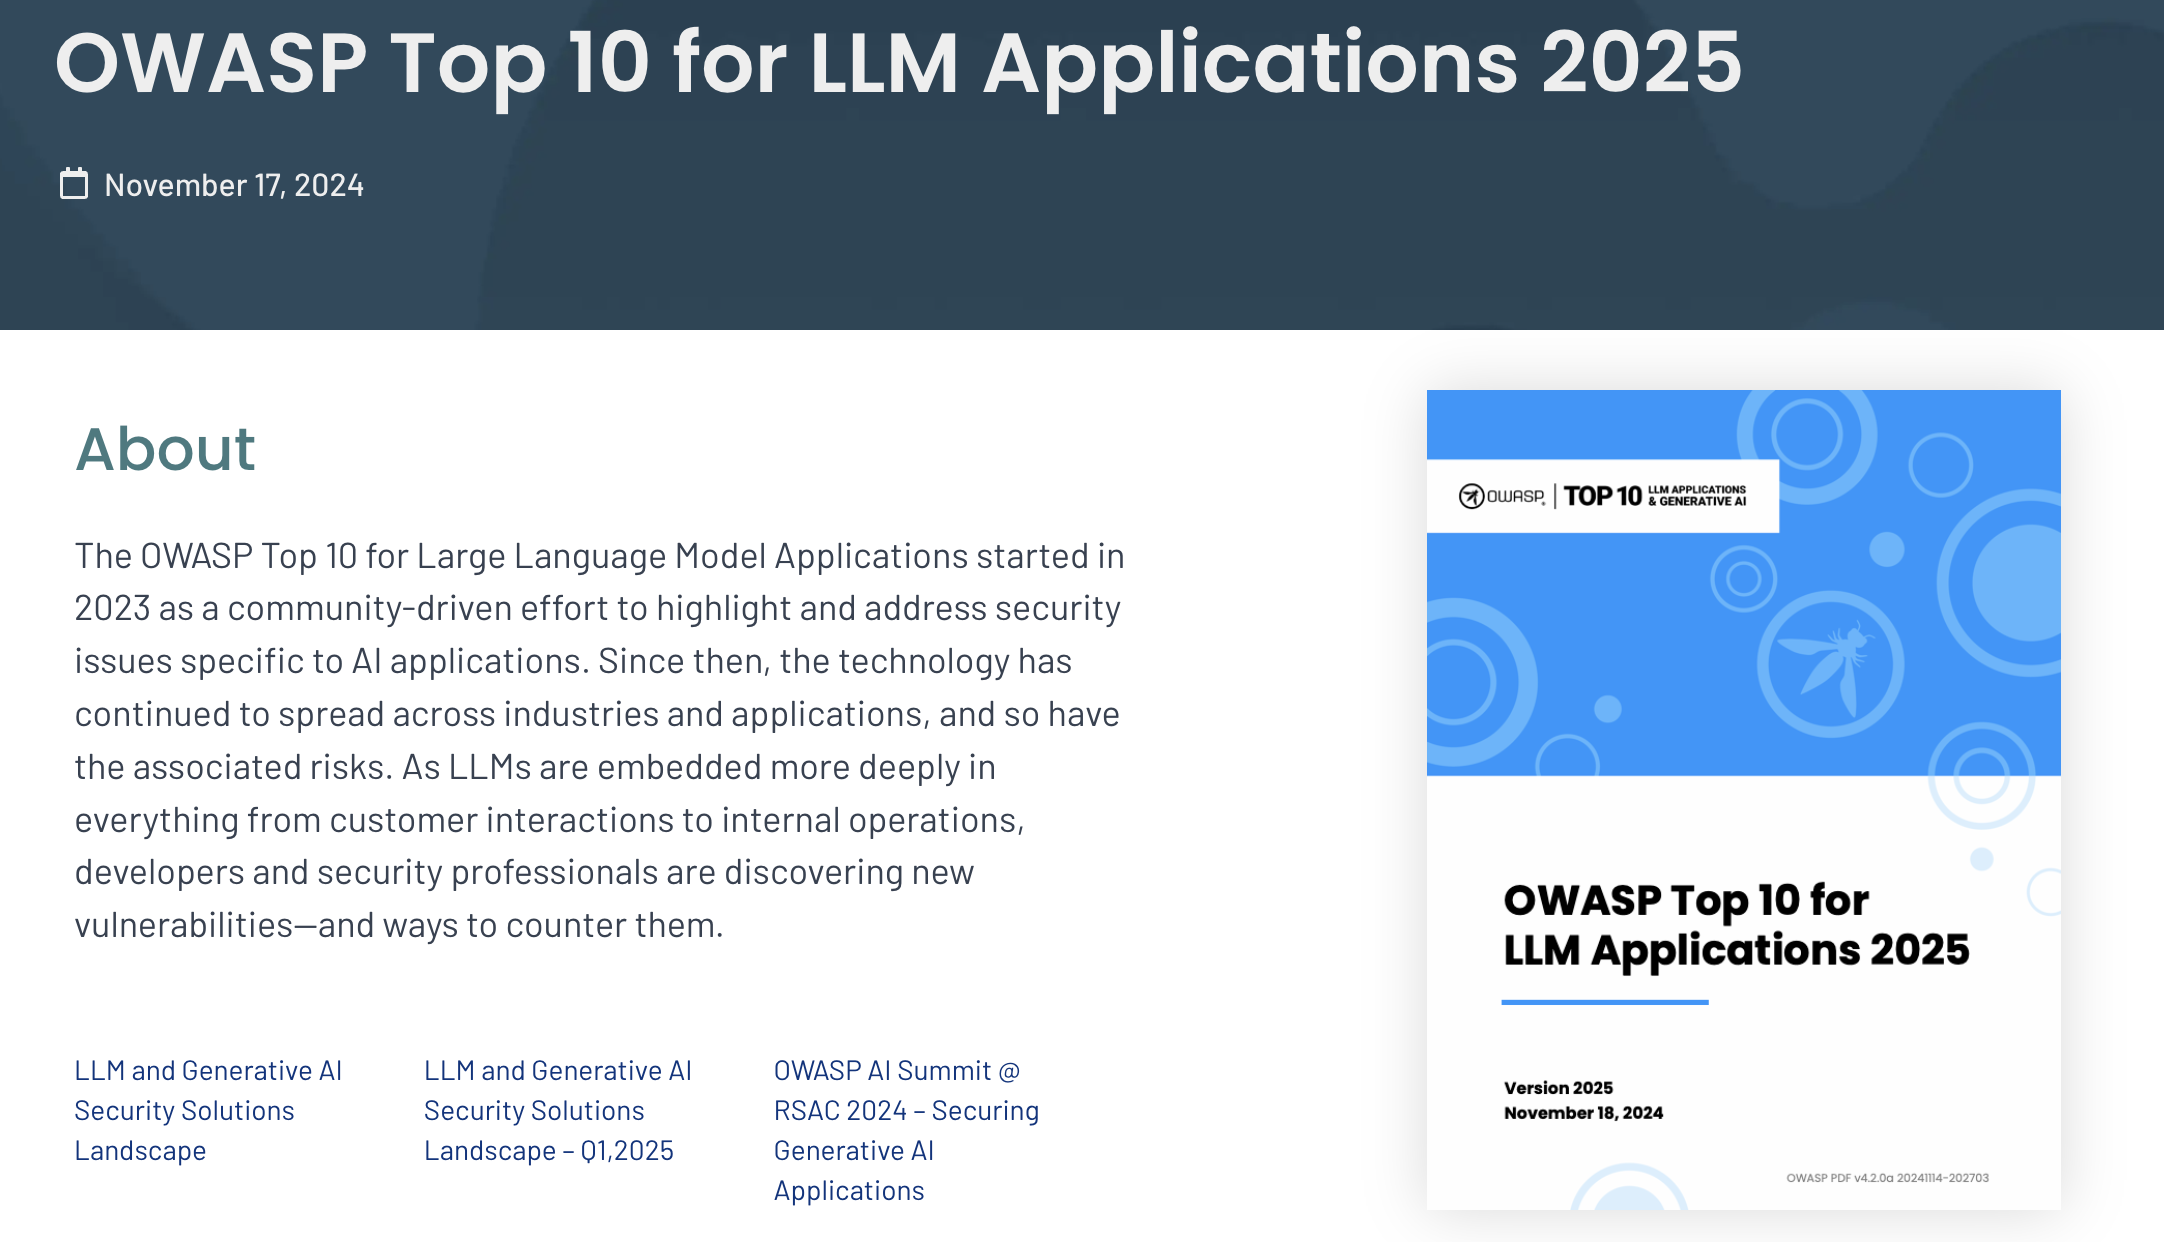 OWASP Top 10 for LLM Applications 2025
November 17, 2024
About
The OWASP Top 10 for Large Language Model Applications started in
2023 as a community-driven effort to highlight and address security
issues specific to AI applications. Since then, the technology has
continued to spread across industries and applications, and so have
the associated risks. As LLMs are embedded more deeply in
everything from customer interactions to internal operations,
developers and security professionals are discovering new
vulnerabilities—and ways to counter them.
LLM and Generative AI
Security Solutions
Landscape
LLM and Generative AI
Security Solutions
Landscape – Q1,2025
OWASP AI Summit @
RSAC 2024 – Securing
Generative AI
Applications
OWASP | TOP 10 LLM APPLICATIONS
& GENERATIVE AI
OWASP Top 10 for
LLM Applications 2025
Version 2025
November 18, 2024
OWASP PDF v4.2.0a 20241114-202703